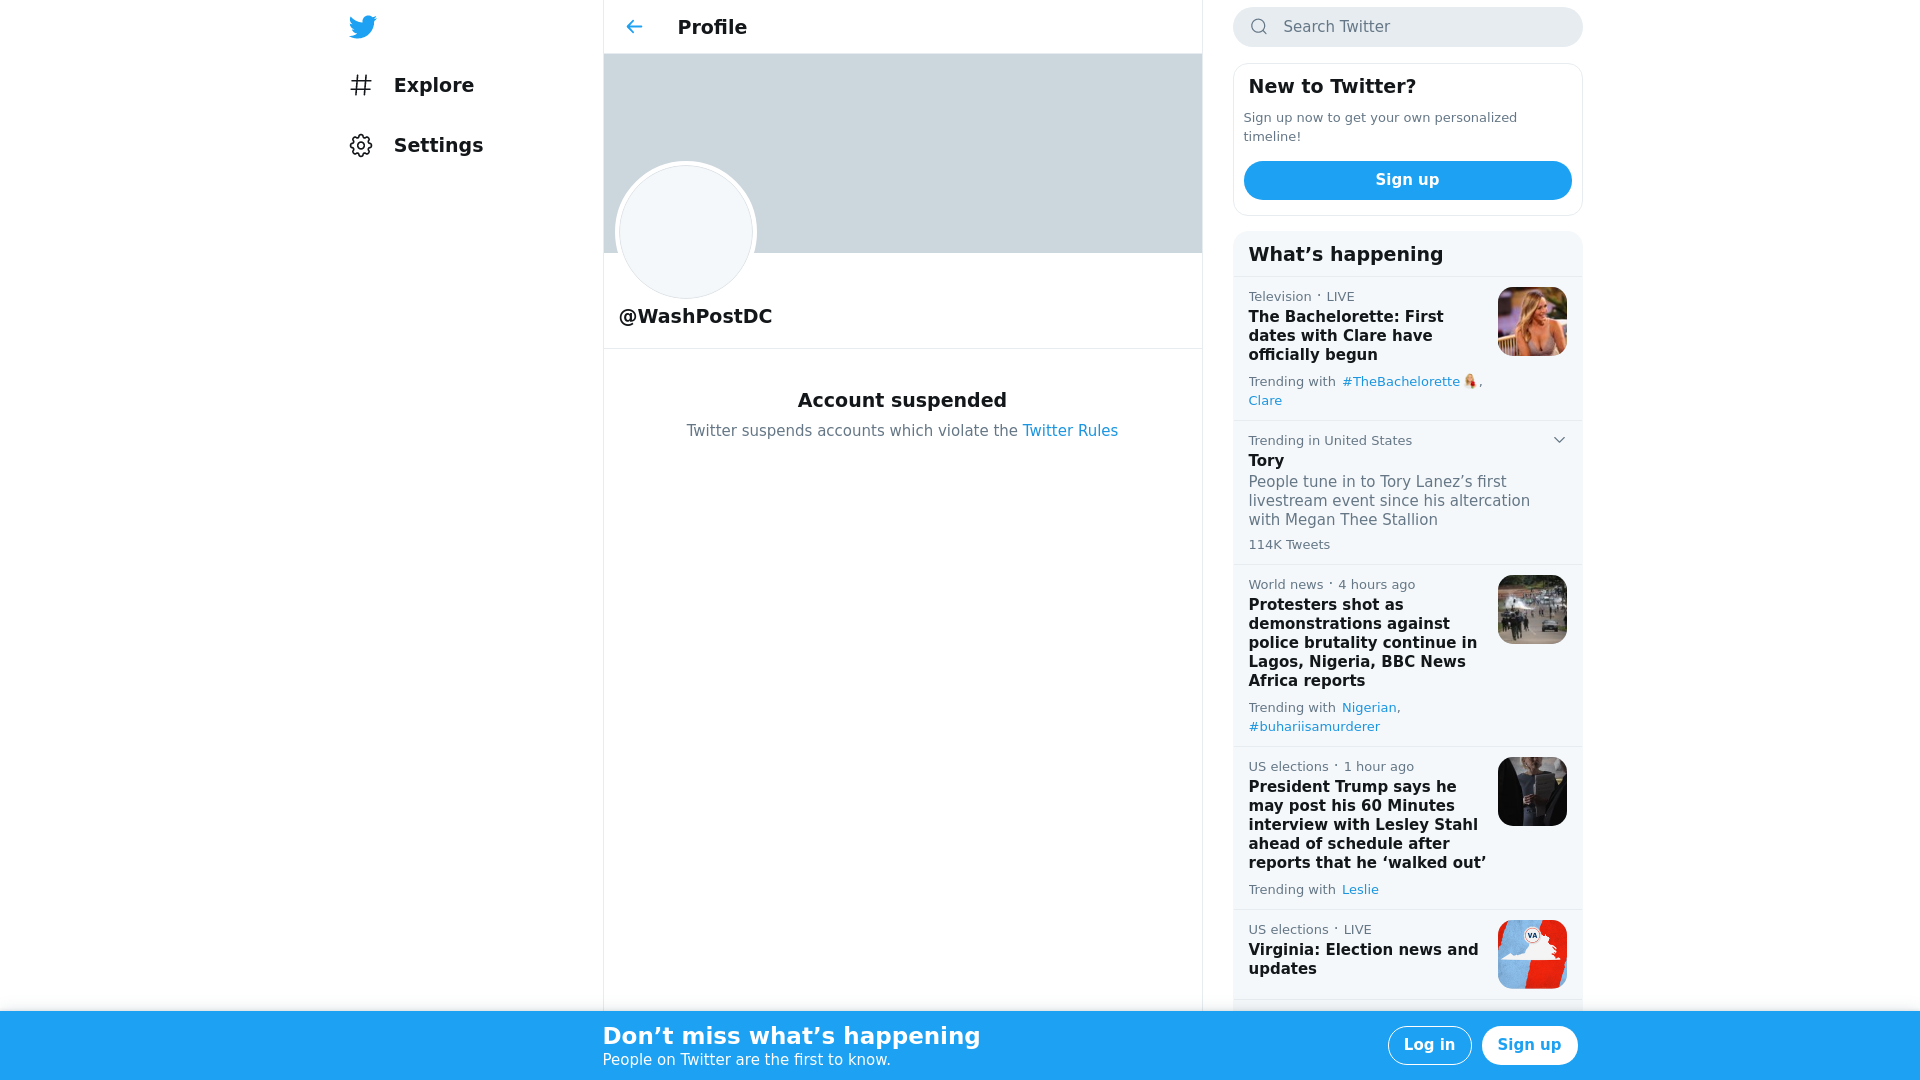 Explore
Settings
Profile
@WashPostDC
Account suspended
Twitter suspends accounts which violate the Twitter Rules
Search Twitter
New to Twitter?
Sign up now to get your own personalized
timeline!
Sign up
What’s happening
Television · LIVE
The Bachelorette: First
dates with Clare have
officially begun
Trending with #TheBachelorette,
Clare
Trending in United States
Tory
People tune in to Tory Lanez’s first
livestream event since his altercation
with Megan Thee Stallion
114K Tweets
World news · 4 hours ago
Protesters shot as
demonstrations against
police brutality continue in
Lagos, Nigeria, BBC News
Africa reports
Trending with Nigerian,
#buhariisamurderer
US elections · 1 hour ago
President Trump says he
may post his 60 Minutes
interview with Lesley Stahl
ahead of schedule after
reports that he ‘walked out’
Trending with Leslie
US elections · LIVE
Virginia: Election news and
updates
VA
Don’t miss what’s happening
People on Twitter are the first to know.
Log in
Sign up